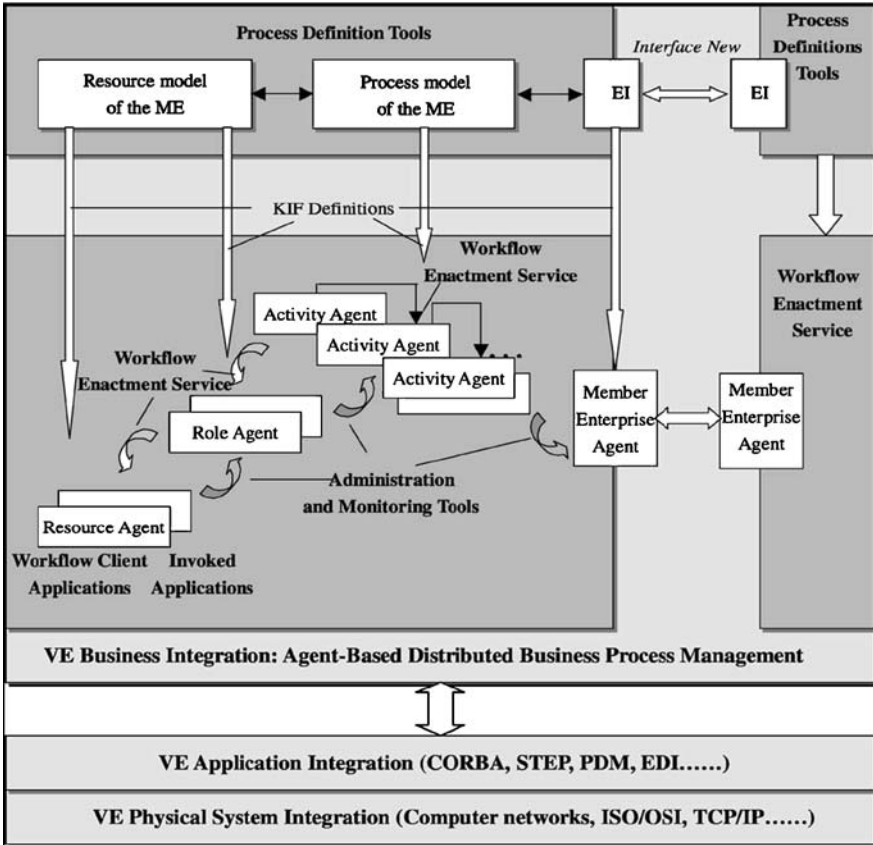 Process Definition Tools
Interface New
Process
Definitions
Tools
Resource model
of the ME
Process model
of the ME
EI
EI
KIF Definitions
Workflow
Enactment Service
Workflow
Enactment
Service
Activity Agent
Activity Agent
...
Activity Agent
Workflow
Enactment Service
Role Agent
Member
Enterprise
Agent
Member
Enterprise
Agent
Administration
and Monitoring Tools
Resource Agent
Workflow Client
Applications
Invoked
Applications
VE Business Integration: Agent-Based Distributed Business Process Management
VE Application Integration (CORBA, STEP, PDM, EDI......)
VE Physical System Integration (Computer networks, ISO/OSI, TCP/IP......)